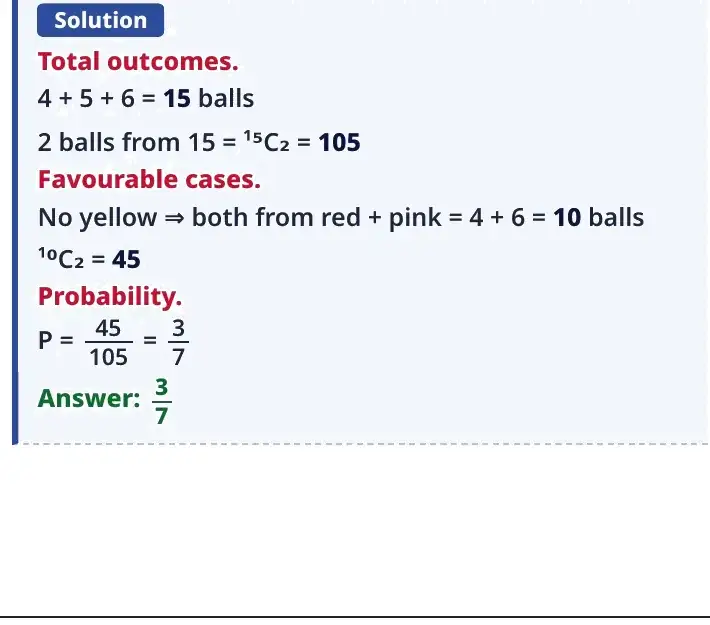 Solution
Total outcomes.
4 + 5 + 6 = 15 balls
2 balls from 15 = ¹⁵C₂ = 105
Favourable cases.
No yellow ⇒ both from red + pink = 4 + 6 = 10 balls
¹⁰C₂ = 45
Probability.
P = 45/105 = 3/7
Answer: 3/7